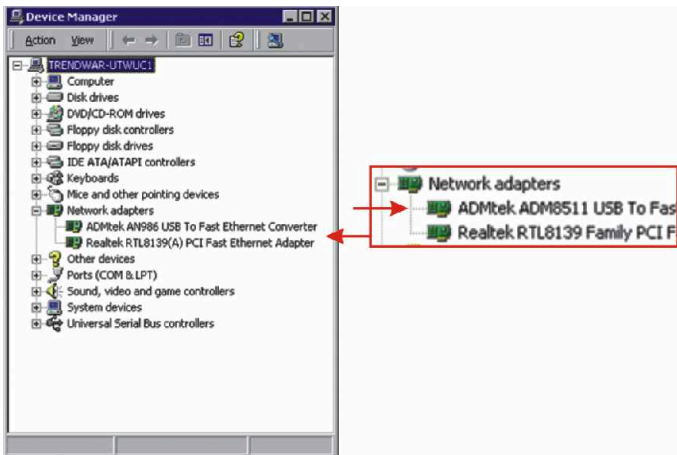 Device Manager
Action View
TRENDWAR-UTWUC1
Computer
Disk drives
DVD/CD-ROM drives
Floppy disk controllers
Floppy disk drives
IDE ATA/ATAPI controllers
Keyboards
Mice and other pointing devices
Network adapters
ADMtek AN986 USB To Fast Ethernet Converter
Realtek RTL8139(A) PCI Fast Ethernet Adapter
Other devices
Ports (COM & LPT)
Sound, video and game controllers
System devices
Universal Serial Bus controllers
Network adapters
ADMtek ADM8511 USB To Fas
Realtek RTL8139 Family PCI F